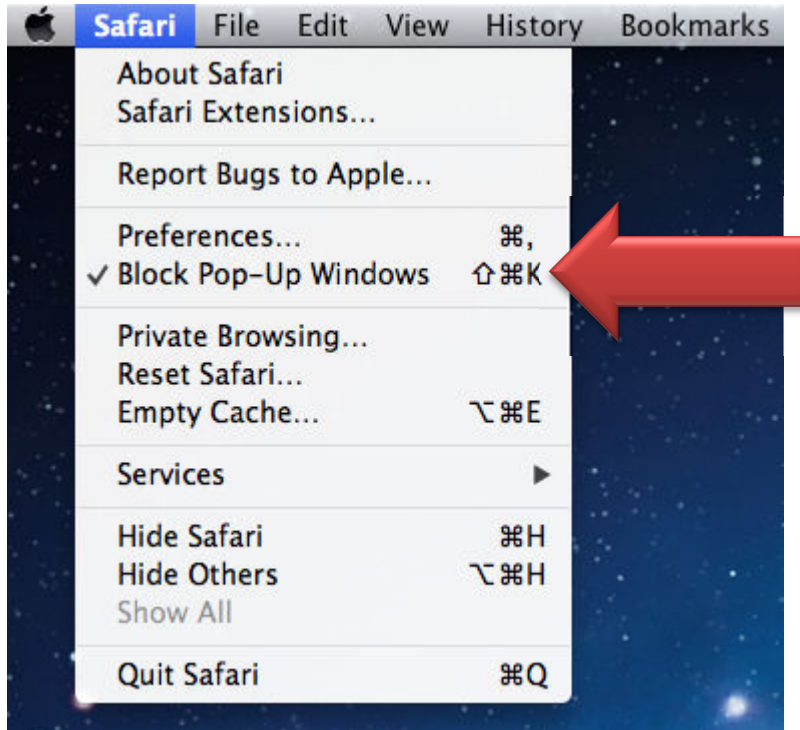 Safari File Edit View History Bookmarks
About Safari
Safari Extensions...
Report Bugs to Apple...
Preferences... ⌘,
✓ Block Pop-Up Windows ⇧⌘K
Private Browsing...
Reset Safari...
Empty Cache... ⌥⌘E
Services ▶
Hide Safari ⌘H
Hide Others ⌥⌘H
Show All
Quit Safari ⌘Q